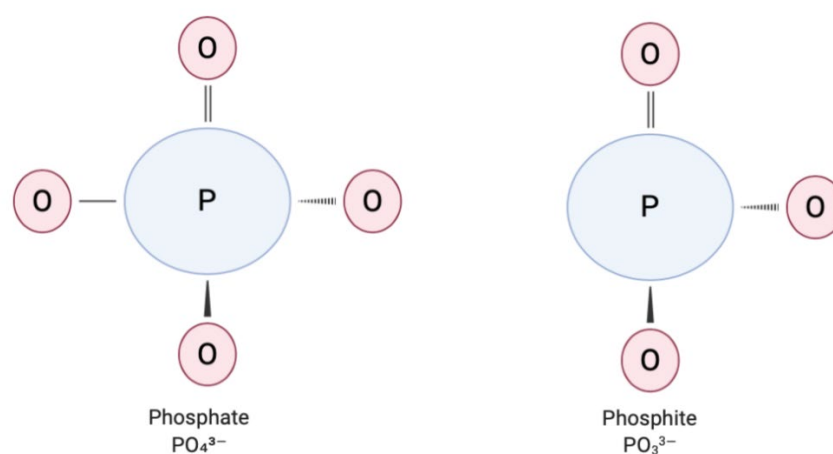 O O
O P O P O
O O
Phosphate Phosphite
PO₄³⁻ PO₃³⁻